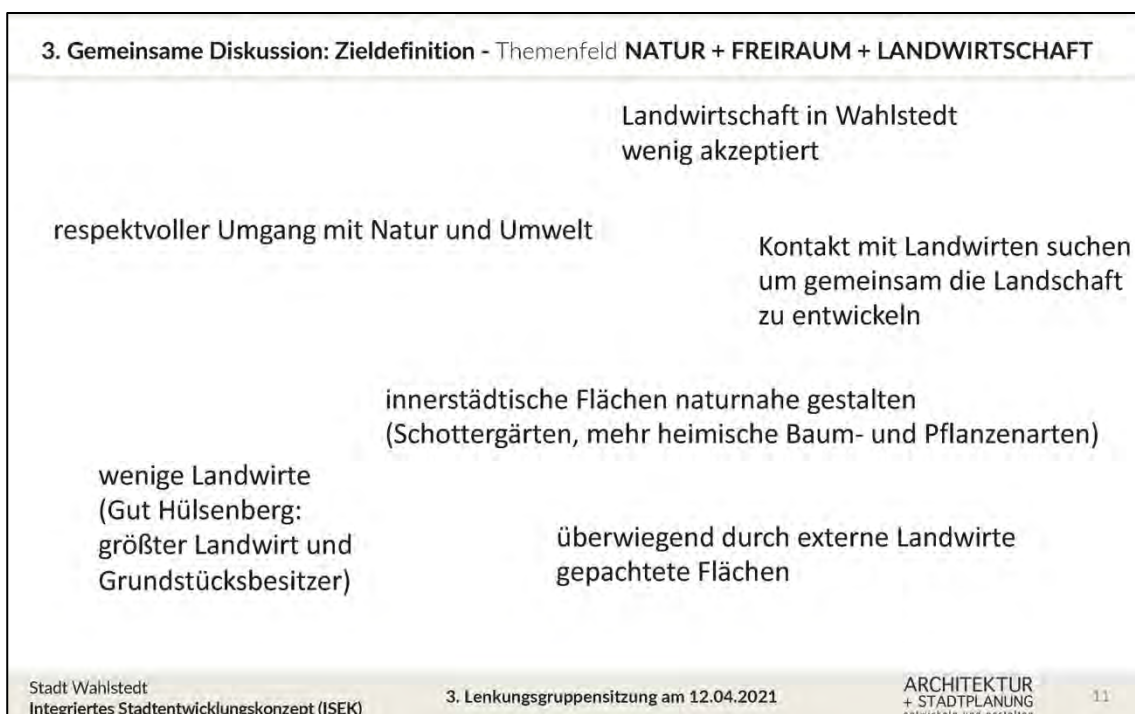 3. Gemeinsame Diskussion: Zieldefinition - Themenfeld NATUR + FREIRAUM + LANDWIRTSCHAFT
Landwirtschaft in Wahlstedt
wenig akzeptiert
respektvoller Umgang mit Natur und Umwelt
Kontakt mit Landwirten suchen
um gemeinsam die Landschaft
zu entwickeln
innerstädtische Flächen naturnahe gestalten
(Schottergärten, mehr heimische Baum- und Pflanzenarten)
wenige Landwirte
(Gut Hülsenberg:
größter Landwirt und
Grundstücksbesitzer)
überwiegend durch externe Landwirte
gepachtete Flächen
Stadt Wahlstedt
Integriertes Stadtentwicklungskonzept (ISEK)
3. Lenkungsgruppensitzung am 12.04.2021
ARCHITEKTUR
+ STADTPLANUNG
11